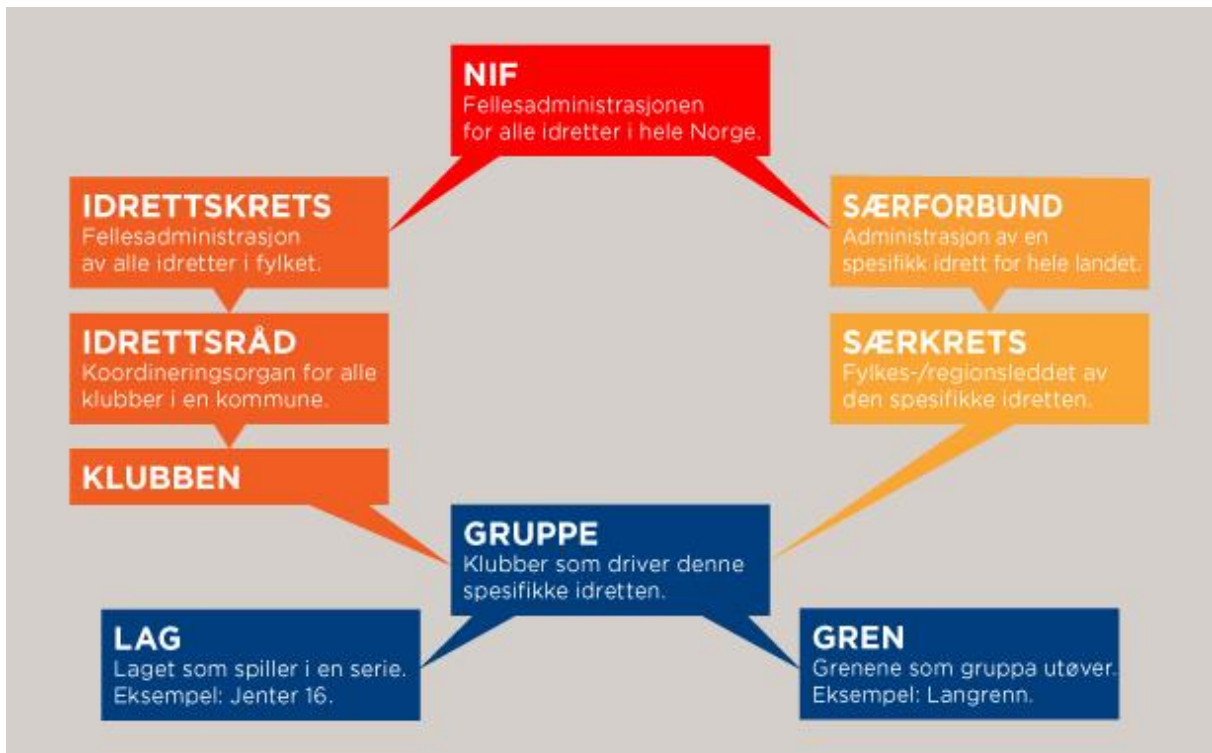 NIF
Fellesadministrasjonen
for alle idretter i hele Norge.
IDRETTSKRETS
Fellesadministrasjon
av alle idretter i fylket.
SÆRFORBUND
Administrasjon av en
spesifikk idrett for hele landet.
IDRETTSRÅD
Koordineringsorgan for alle
klubber i en kommune.
SÆRKRETS
Fylkes-/regionsleddet av
den spesifikke idretten.
KLUBBEN
GRUPPE
Klubber som driver denne
spesifikke idretten.
LAG
Laget som spiller i en serie.
Eksempel: Jenter 16.
GREN
Grenene som gruppa utøver.
Eksempel: Langrenn.